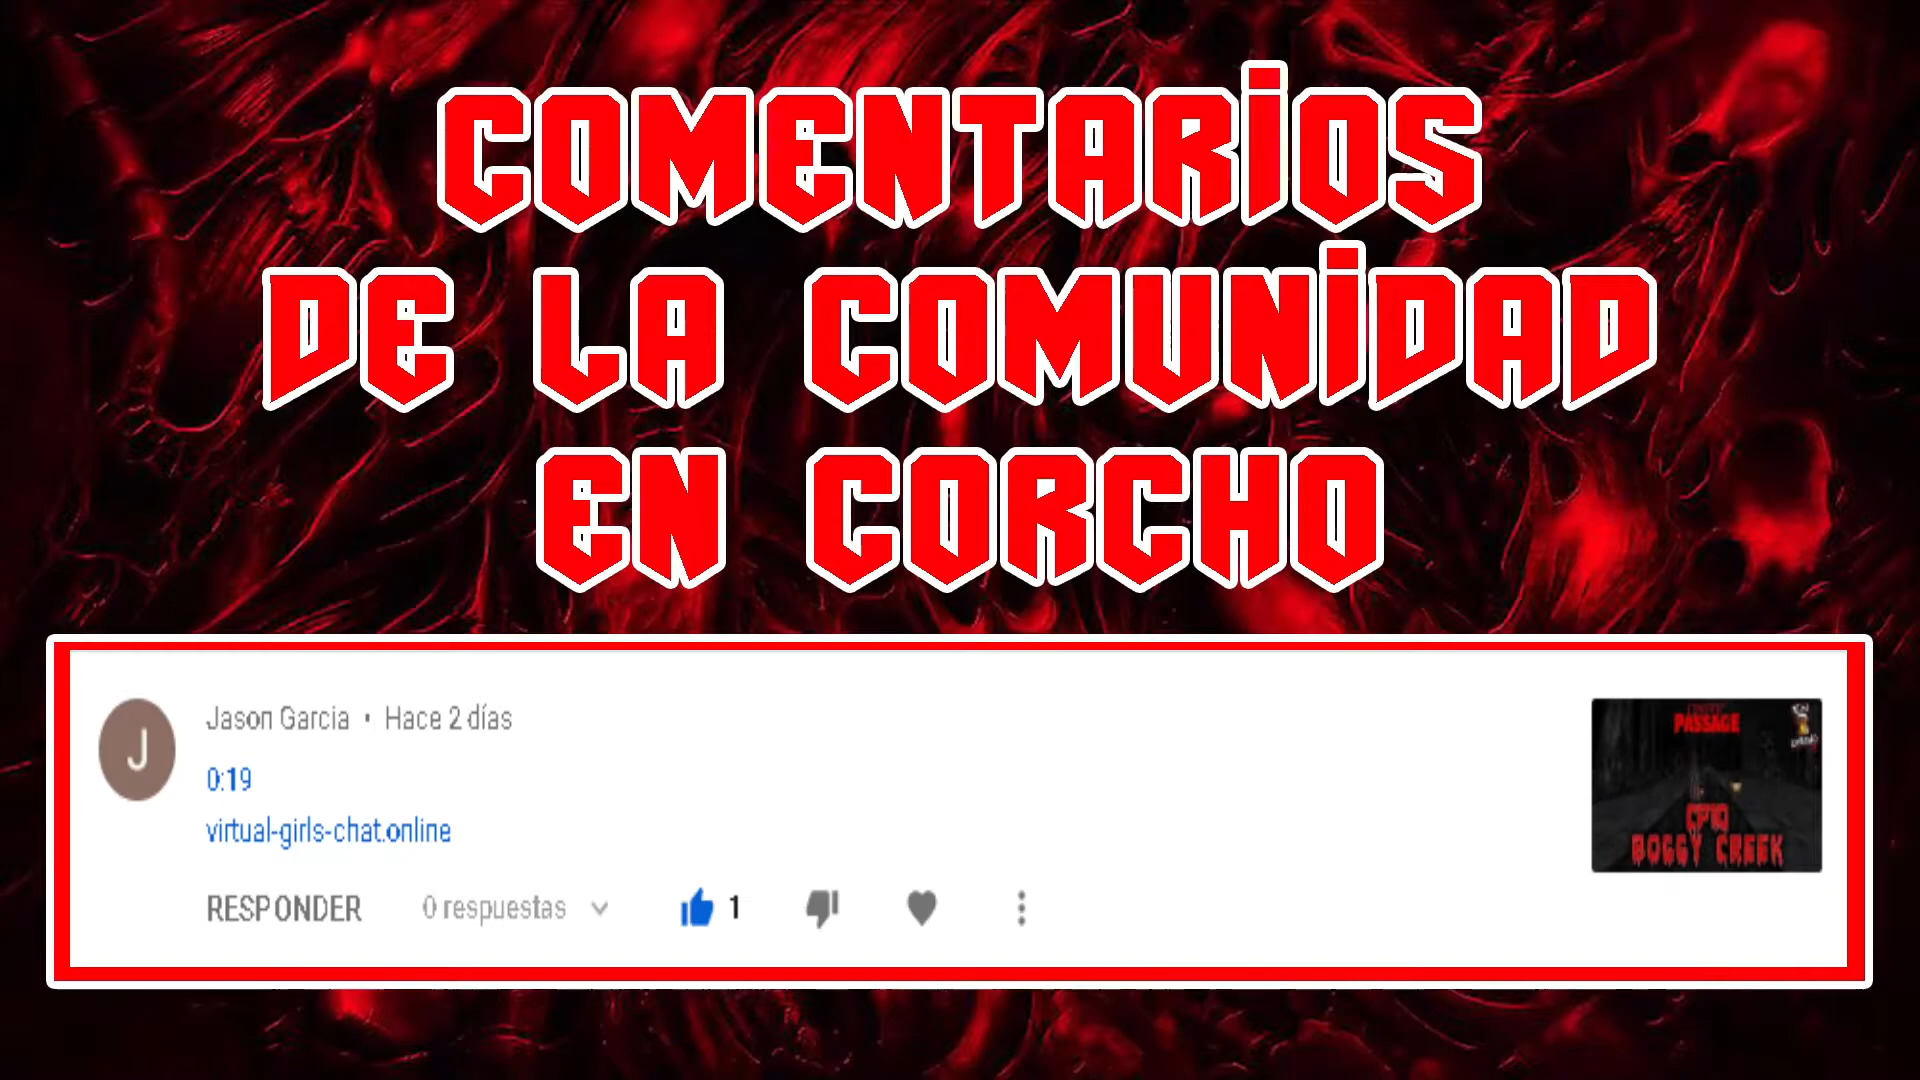 COMENTARIOS
DE LA COMUNIDAD
EN CORCHO
J
Jason Garcia • Hace 2 días
0:19
virtual-girls-chat.online
RESPONDER 0 respuestas 1
PASSAGE
BOGGY CREEK